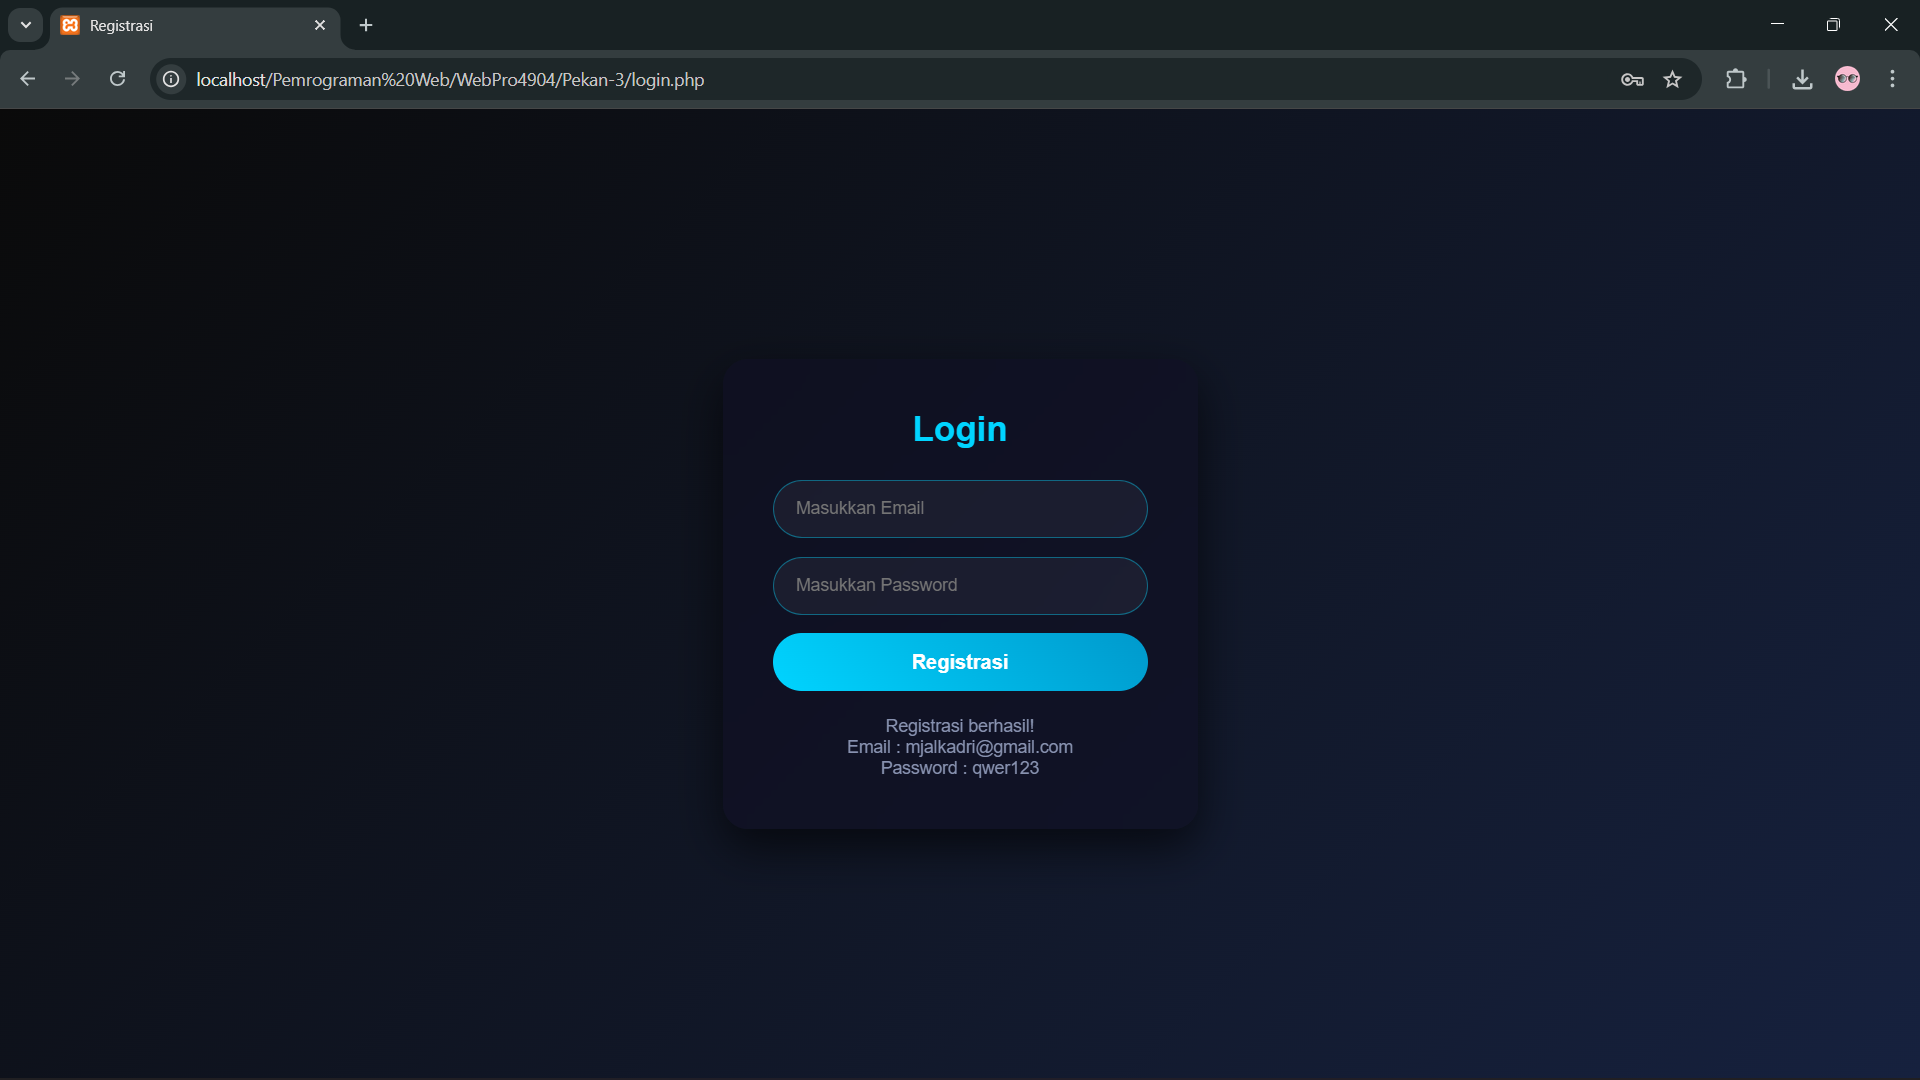 Registrasi
localhost/Pemrograman%20Web/WebPro4904/Pekan-3/login.php
Login
Masukkan Email
Masukkan Password
Registrasi
Registrasi berhasil!
Email : mjalkadri@gmail.com
Password : qwer123